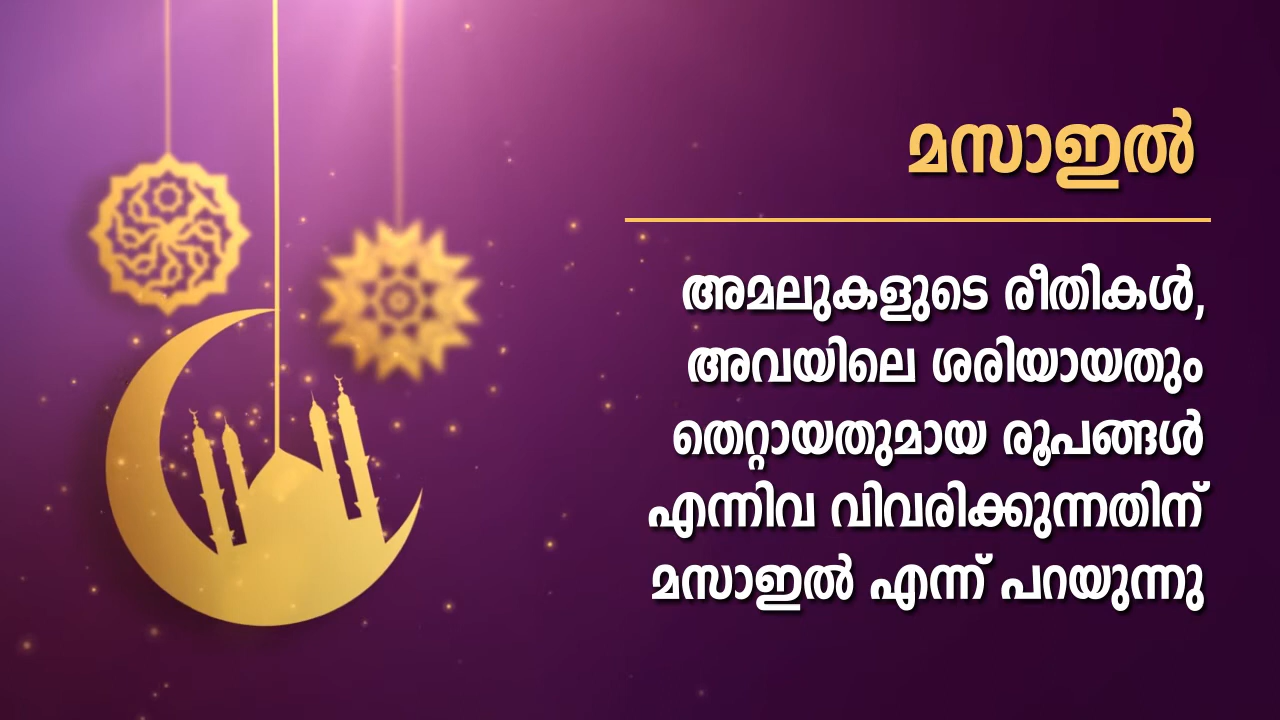 മസാഇൽ
അമലുകളുടെ രീതികൾ,
അവയിലെ ശരിയായതും
തെറ്റായതുമായ രൂപങ്ങൾ
എന്നിവ വിവരിക്കുന്നതിന്
മസാഇൽ എന്ന് പറയുന്നു